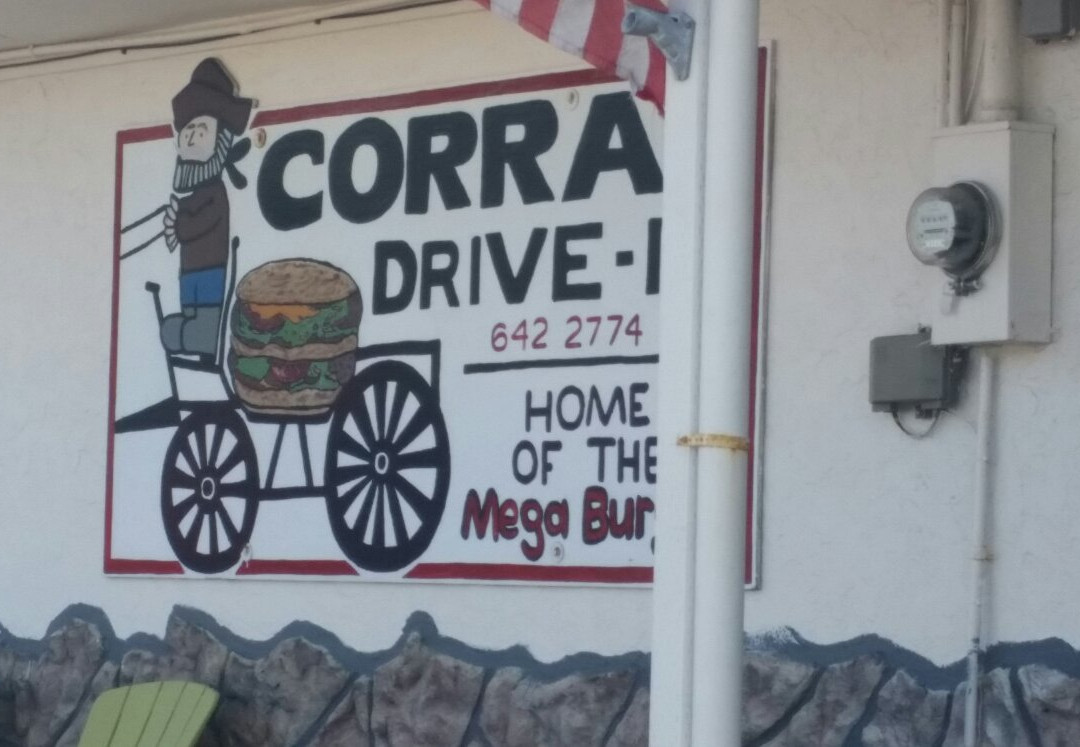 CORRA
DRIVE-I
642 2774
HOME
OF THE
Mega Bur